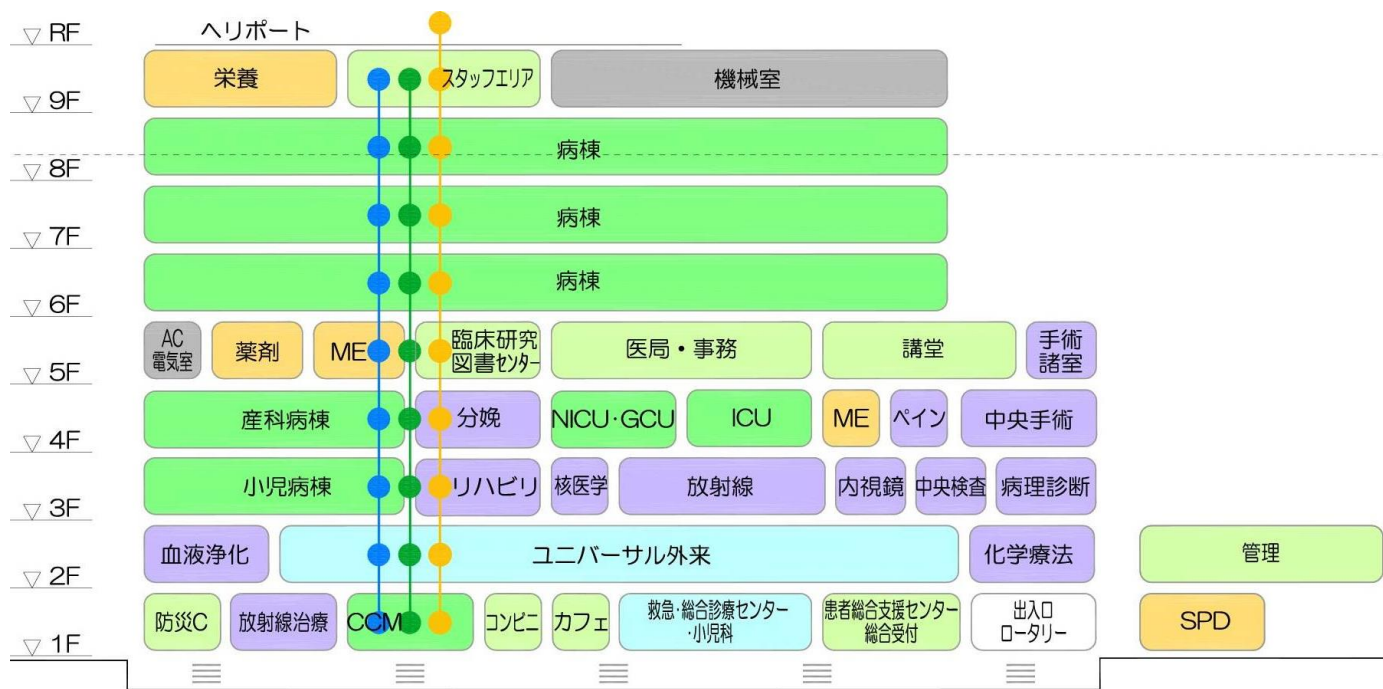 ▽ RF
ヘリポート
栄養
スタッフエリア
機械室
▽ 9F
病棟
▽ 8F
病棟
▽ 7F
病棟
▽ 6F
AC
電気室
薬剤
ME
臨床研究
図書センター
医局・事務
講堂
手術
諸室
▽ 5F
産科病棟
分娩
NICU・GCU
ICU
ME
ペイン
中央手術
▽ 4F
小児病棟
リハビリ
核医学
放射線
内視鏡
中央検査
病理診断
▽ 3F
血液浄化
ユニバーサル外来
化学療法
管理
▽ 2F
防災C
放射線治療
CCM
コンビニ
カフェ
救急・総合診療センター
・小児科
患者総合支援センター
総合受付
出入口
ロータリー
SPD
▽ 1F